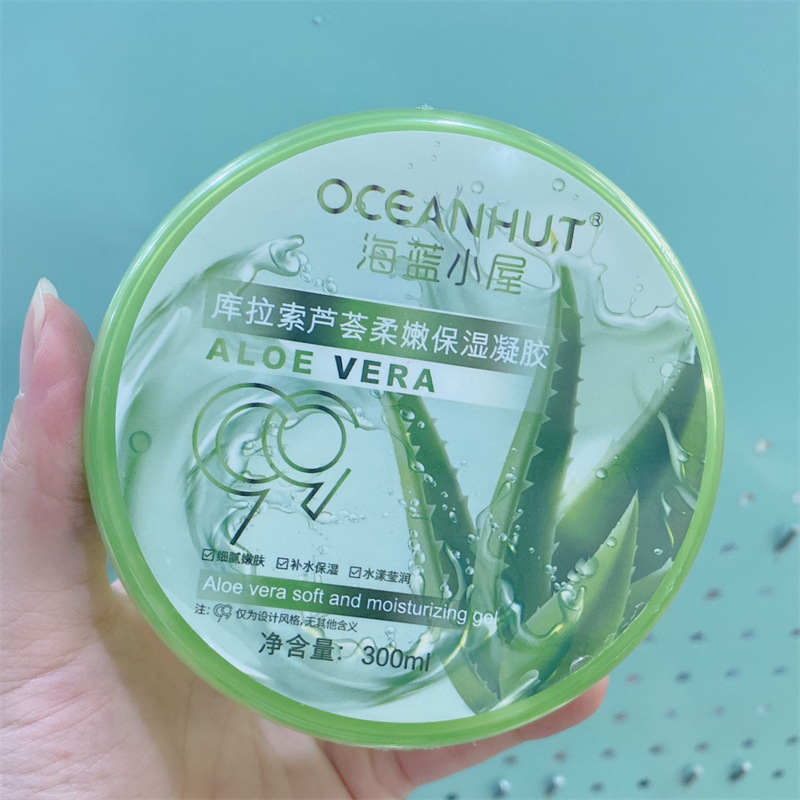 OCEANHUT®
海蓝小屋
库拉索芦荟柔嫩保湿凝胶
ALOE VERA
99
☑细腻嫩肤 ☑补水保湿 ☑水漾莹润
Aloe vera soft and moisturizing gel
注: 99 仅为设计风格,无其他含义
净含量: 300ml